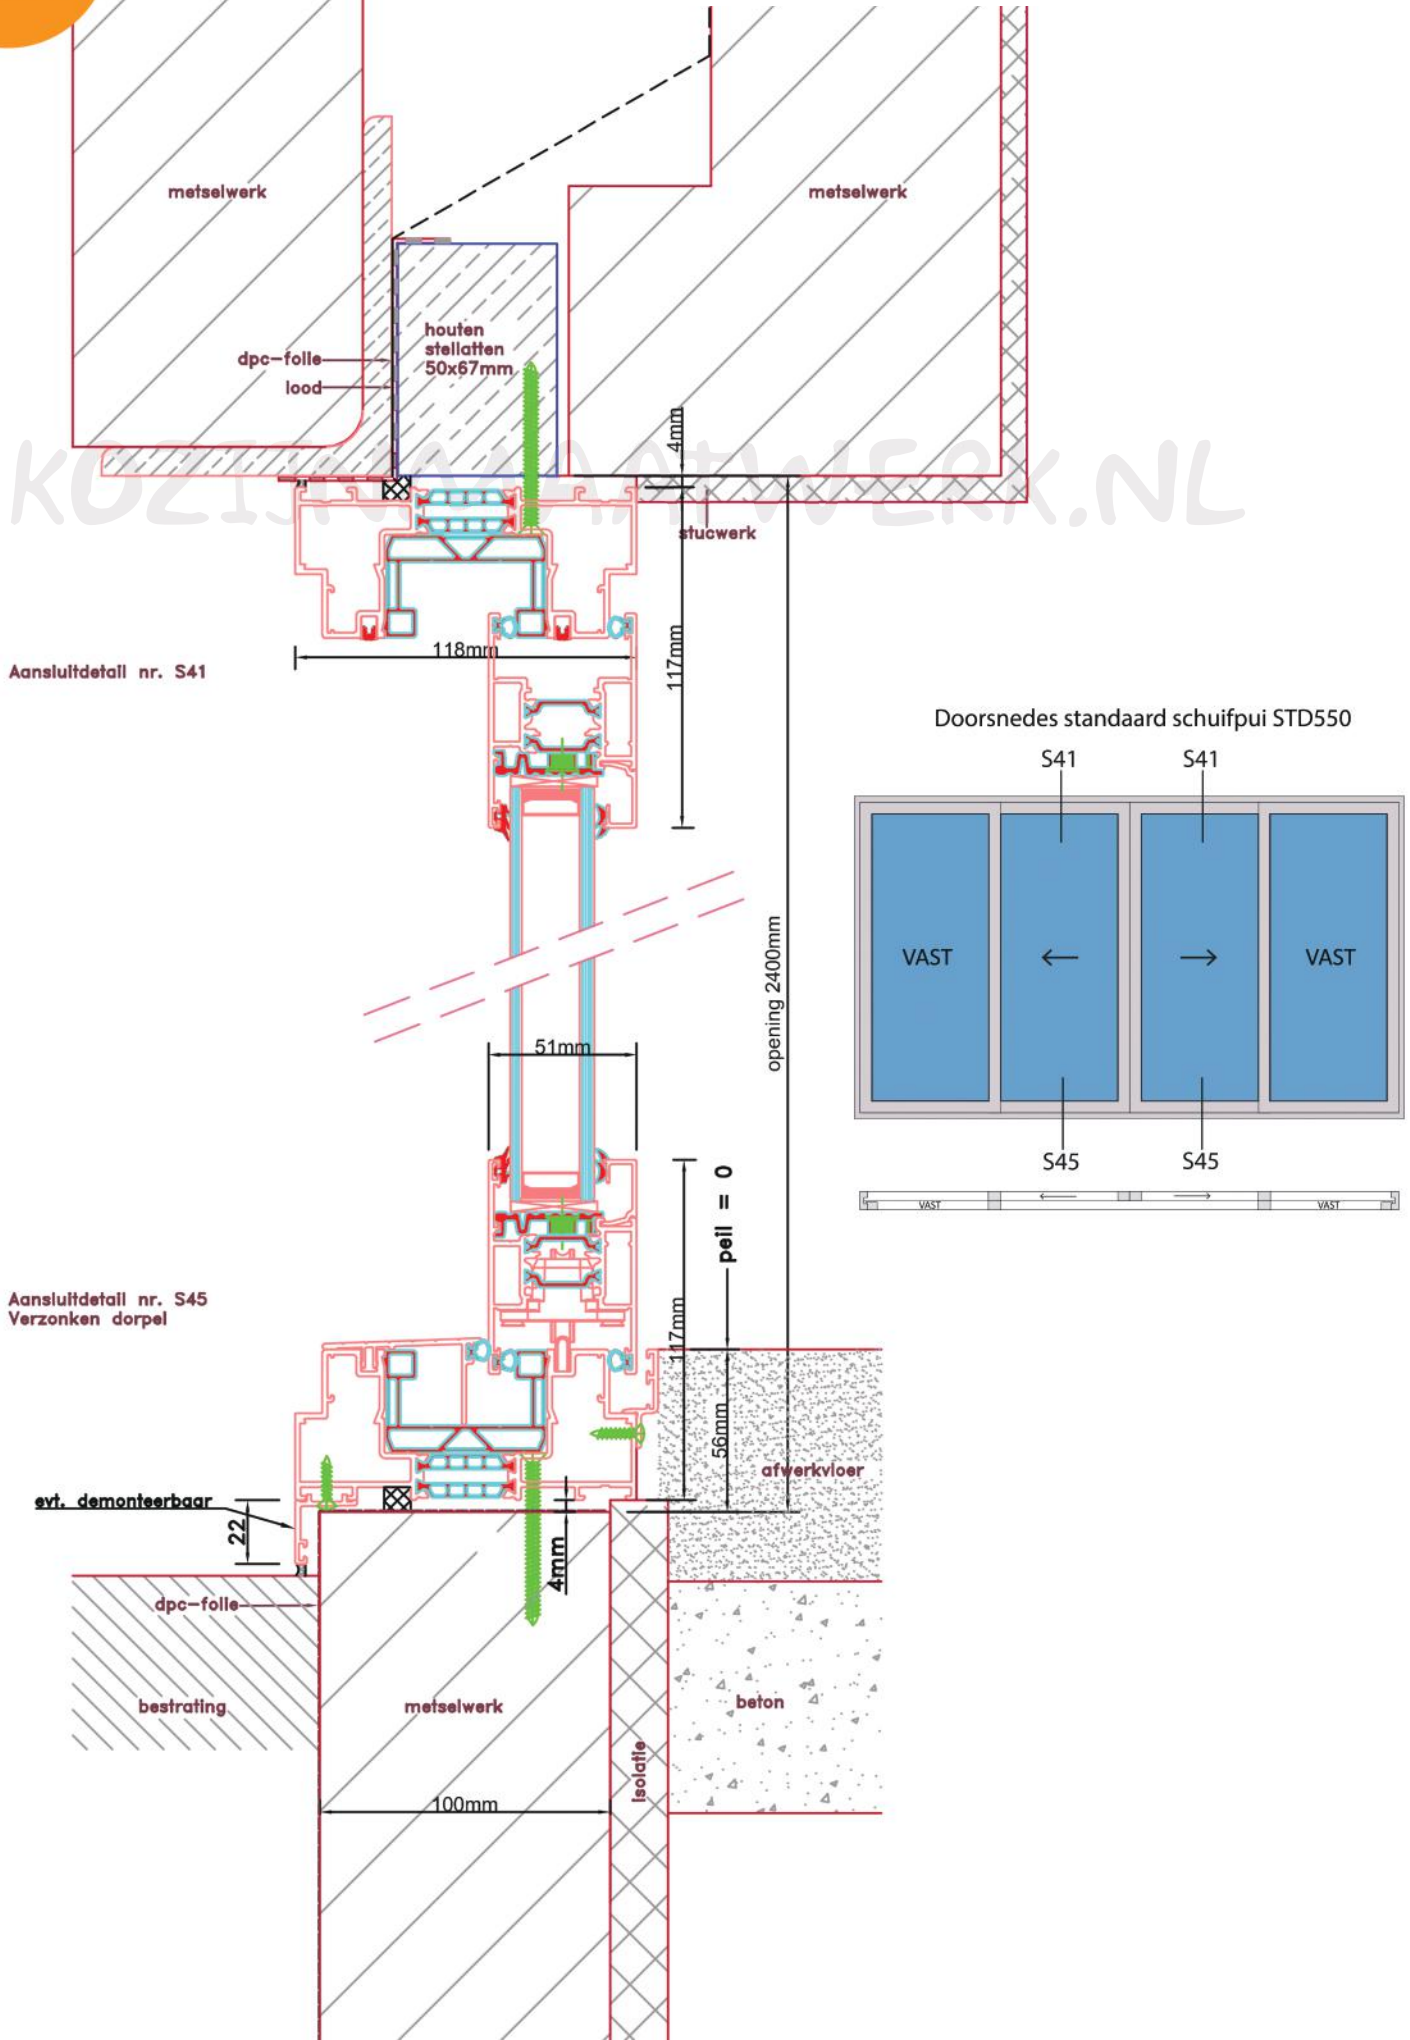 metselwerk
metselwerk
houten
stellatten
50x67mm
dpc-folie
lood
4mm
KOZIJNMAATWERK.NL
stucwerk
118mm
117mm
Aansluitdetail nr. S41
Doorsnedes standaard schuifpui STD550
S41
S41
VAST
VAST
opening 2400mm
51mm
S45
S45
VAST
VAST
peil = 0
Aansluitdetail nr. S45
Verzonken dorpel
117mm
56mm
afwerkvloer
evt. demonteerbaar
22
4mm
dpc-folie
bestrating
metselwerk
beton
isolatie
100mm